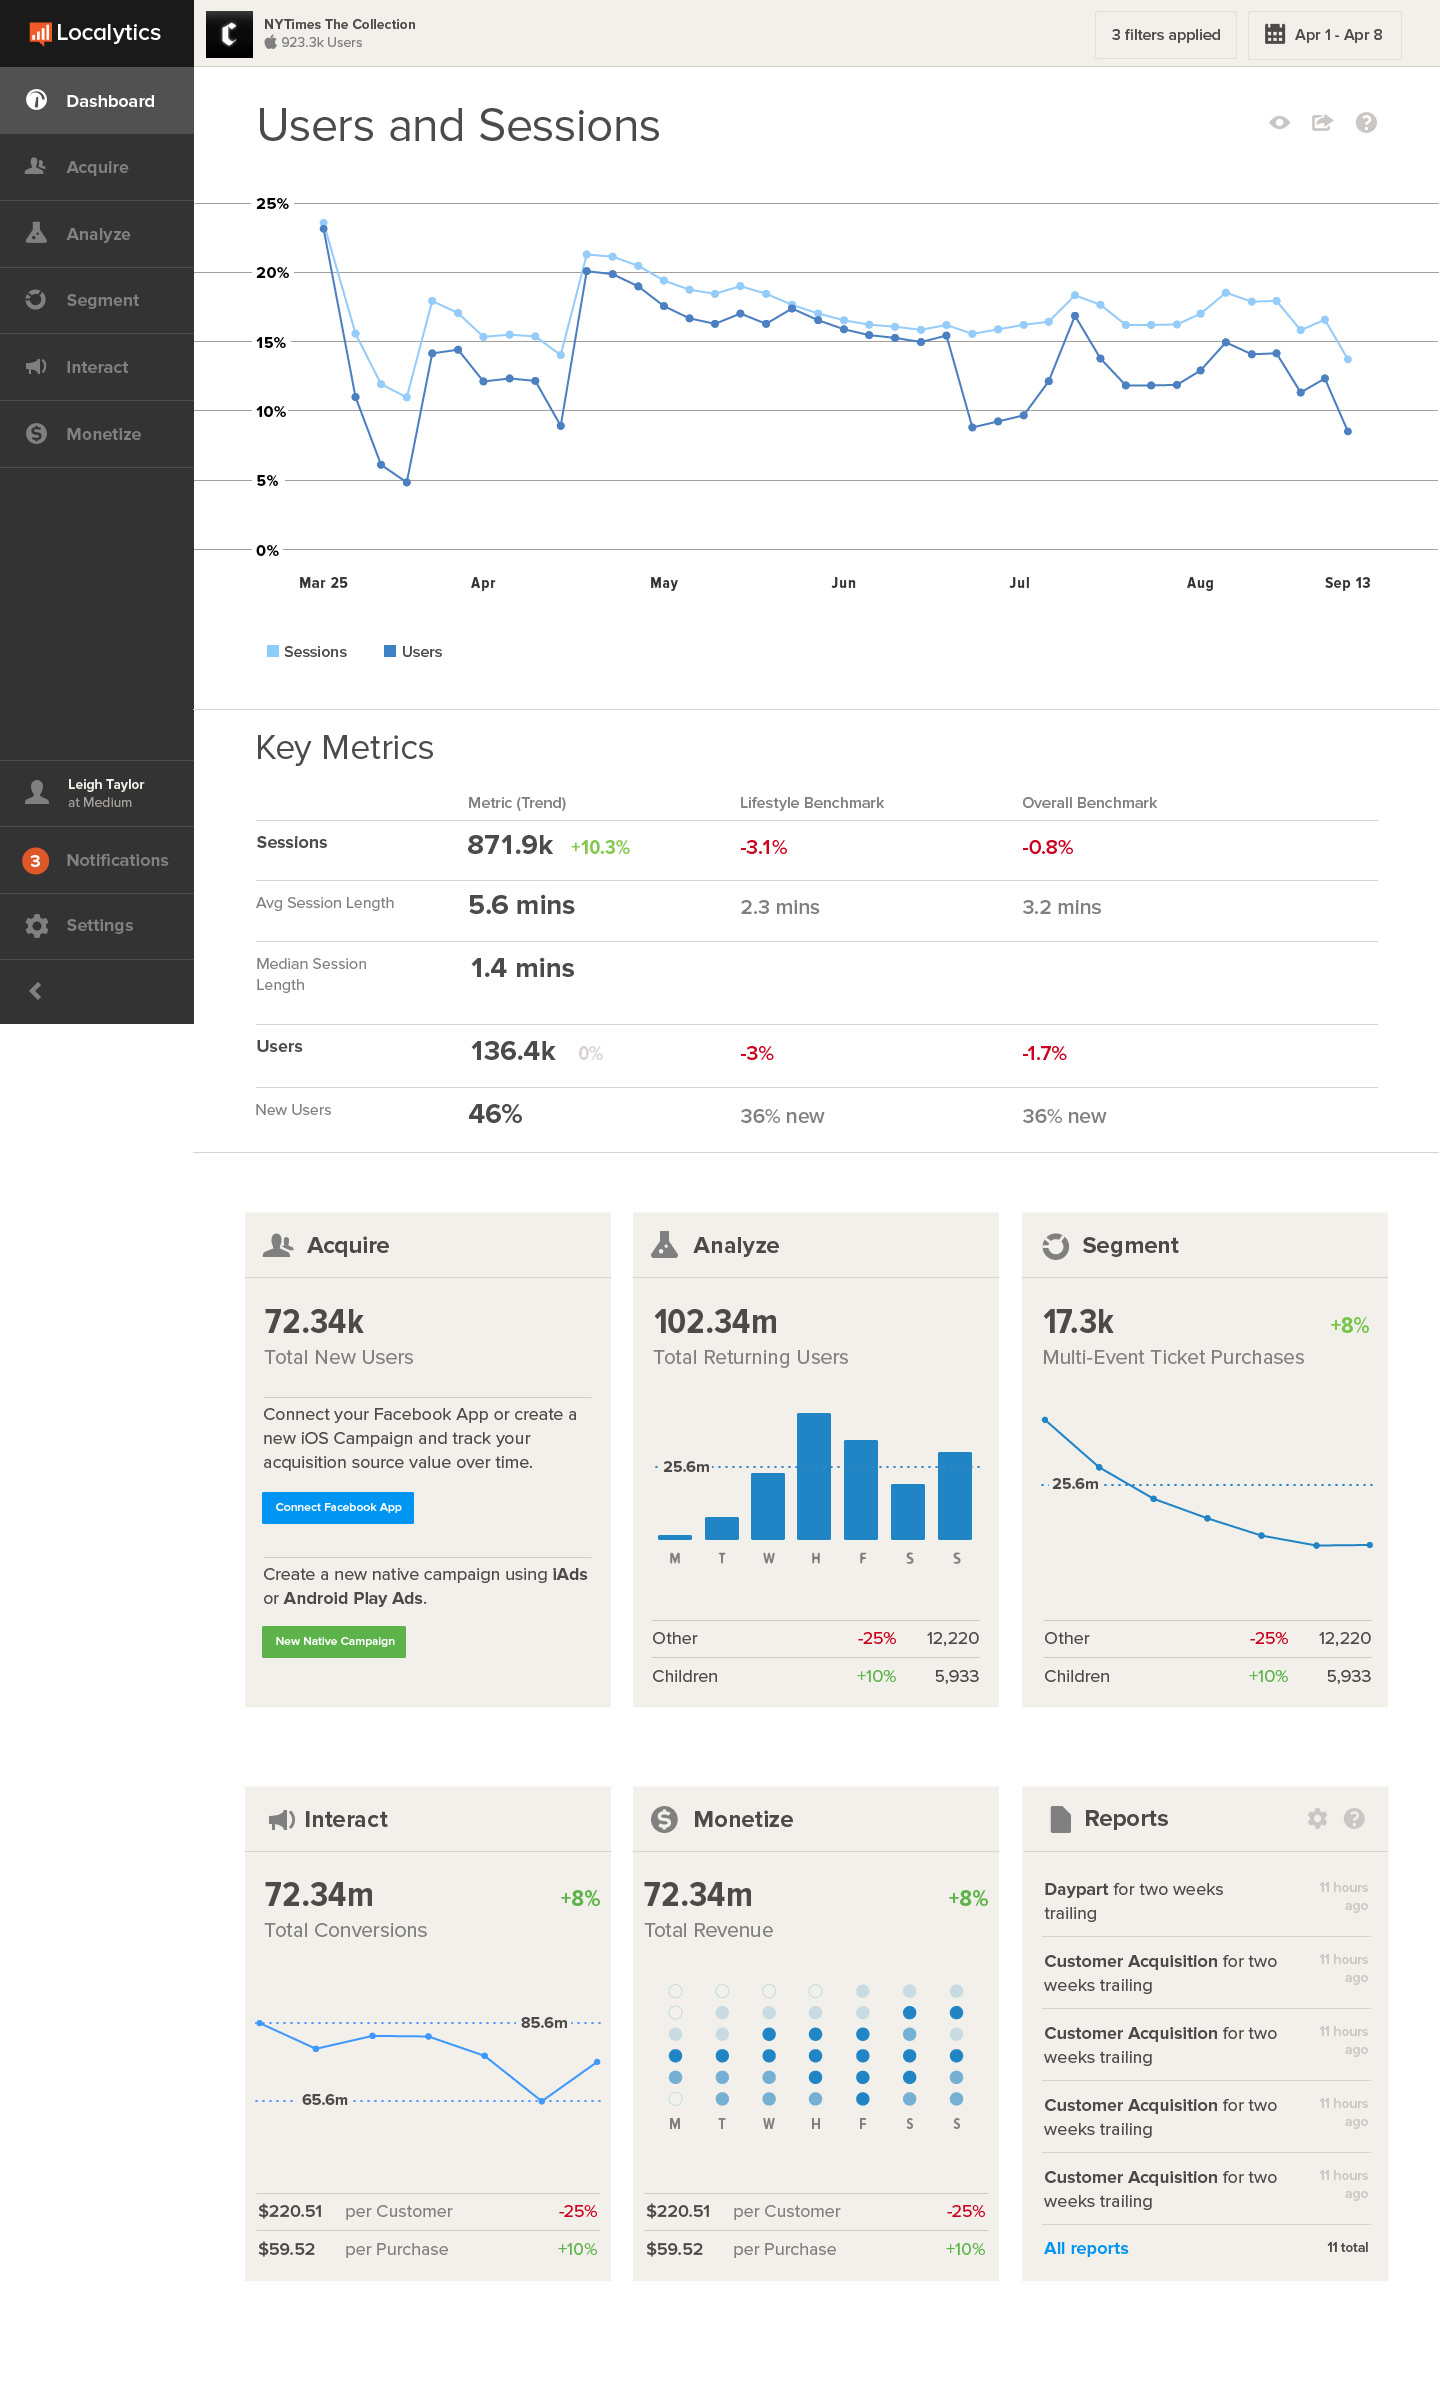 Localytics
NYTimes The Collection
923.3k Users
3 filters applied
Apr 1 - Apr 8
Dashboard
Acquire
Analyze
Segment
Interact
Monetize
Leigh Taylor
at Medium
3 Notifications
Settings
Users and Sessions
25%
20%
15%
10%
5%
0%
Mar 25 Apr May Jun Jul Aug Sep 13
Sessions Users
Key Metrics
Metric (Trend) Lifestyle Benchmark Overall Benchmark
Sessions 871.9k +10.3% -3.1% -0.8%
Avg Session Length 5.6 mins 2.3 mins 3.2 mins
Median Session
Length
1.4 mins
Users 136.4k 0% -3% -1.7%
New Users 46% 36% new 36% new
Acquire
72.34k
Total New Users
Connect your Facebook App or create a
new iOS Campaign and track your
acquisition source value over time.
Connect Facebook App
Create a new native campaign using iAds
or Android Play Ads.
New Native Campaign
Analyze
102.34m
Total Returning Users
25.6m
M T W H F S S
Other -25% 12,220
Children +10% 5,933
Segment
17.3k +8%
Multi-Event Ticket Purchases
25.6m
Other -25% 12,220
Children +10% 5,933
Interact
72.34m +8%
Total Conversions
85.6m
65.6m
$220.51 per Customer -25%
$59.52 per Purchase +10%
Monetize
72.34m +8%
Total Revenue
M T W H F S S
$220.51 per Customer -25%
$59.52 per Purchase +10%
Reports
Daypart for two weeks
trailing
11 hours
ago
Customer Acquisition for two
weeks trailing
11 hours
ago
Customer Acquisition for two
weeks trailing
11 hours
ago
Customer Acquisition for two
weeks trailing
11 hours
ago
Customer Acquisition for two
weeks trailing
11 hours
ago
All reports 11 total